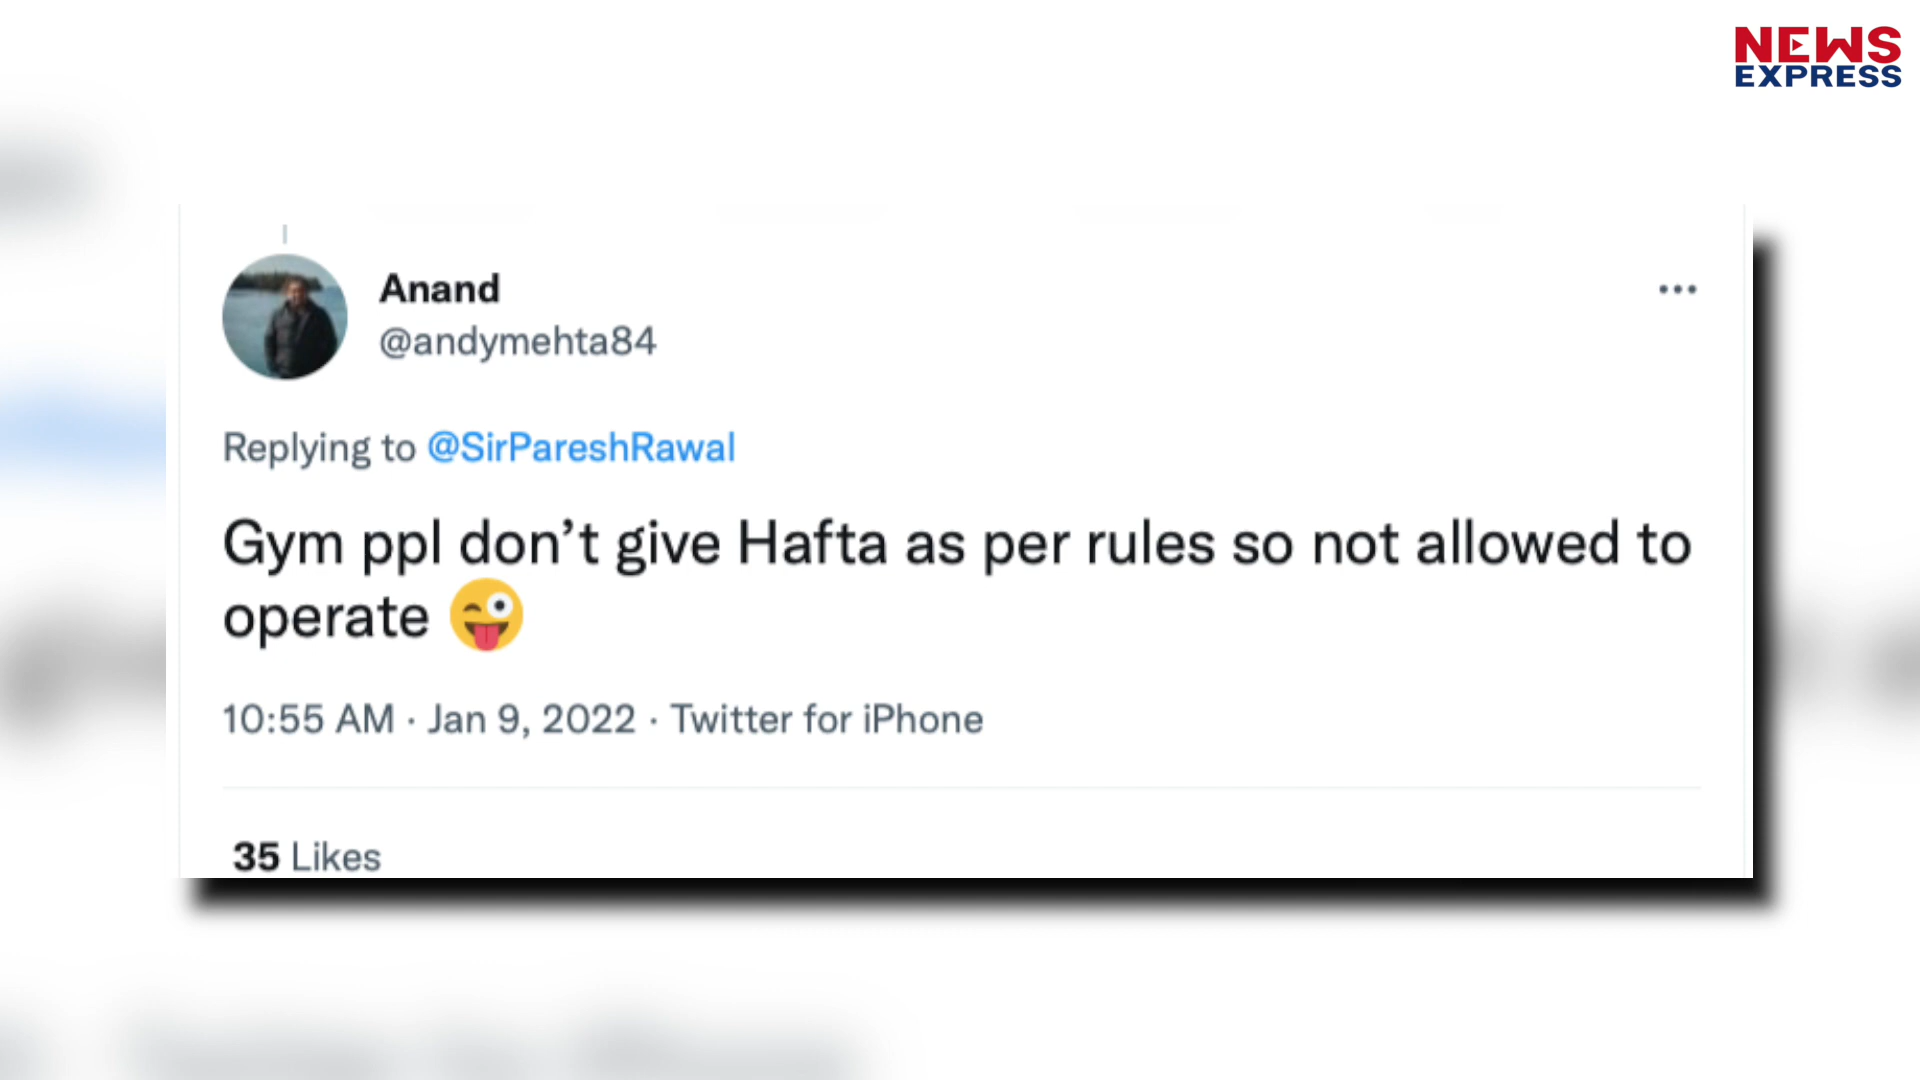 NEWS
EXPRESS
Anand
@andymehta84
Replying to @SirPareshRawal
Gym ppl don’t give Hafta as per rules so not allowed to
operate 😜
10:55 AM · Jan 9, 2022 · Twitter for iPhone
35 Likes